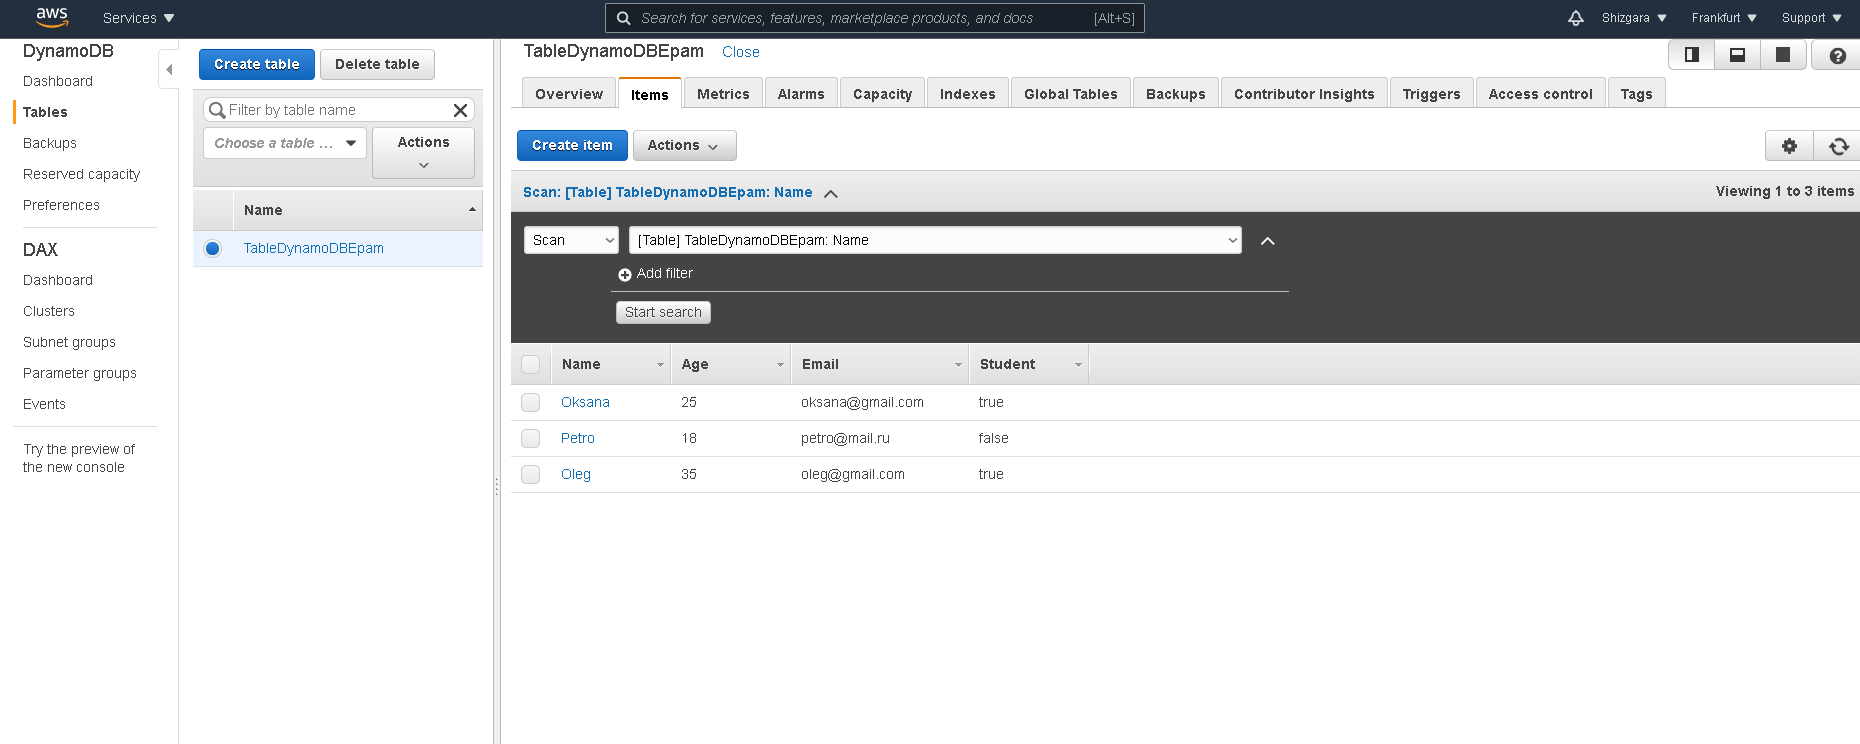 aws Services Search for services, features, marketplace products, and docs [Alt+S] Shizgara Frankfurt Support
DynamoDB
Dashboard
Tables
Backups
Reserved capacity
Preferences
DAX
Dashboard
Clusters
Subnet groups
Parameter groups
Events
Try the preview of
the new console
Create table Delete table
Filter by table name
Choose a table ... Actions
Name
TableDynamoDBEpam
TableDynamoDBEpam Close
Overview Items Metrics Alarms Capacity Indexes Global Tables Backups Contributor Insights Triggers Access control Tags
Create item Actions
Scan: [Table] TableDynamoDBEpam: Name Viewing 1 to 3 items
Scan [Table] TableDynamoDBEpam: Name
Add filter
Start search
Name Age Email Student
Oksana 25 oksana@gmail.com true
Petro 18 petro@mail.ru false
Oleg 35 oleg@gmail.com true